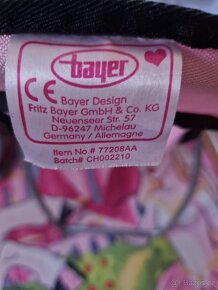 bayer
CE Bayer Design
Fritz Bayer GmbH & Co. KG
Neuenseer Str. 57
D-96247 Michelau
Germany / Allemagne
Item No.# 77208AA
Batch# CH002210